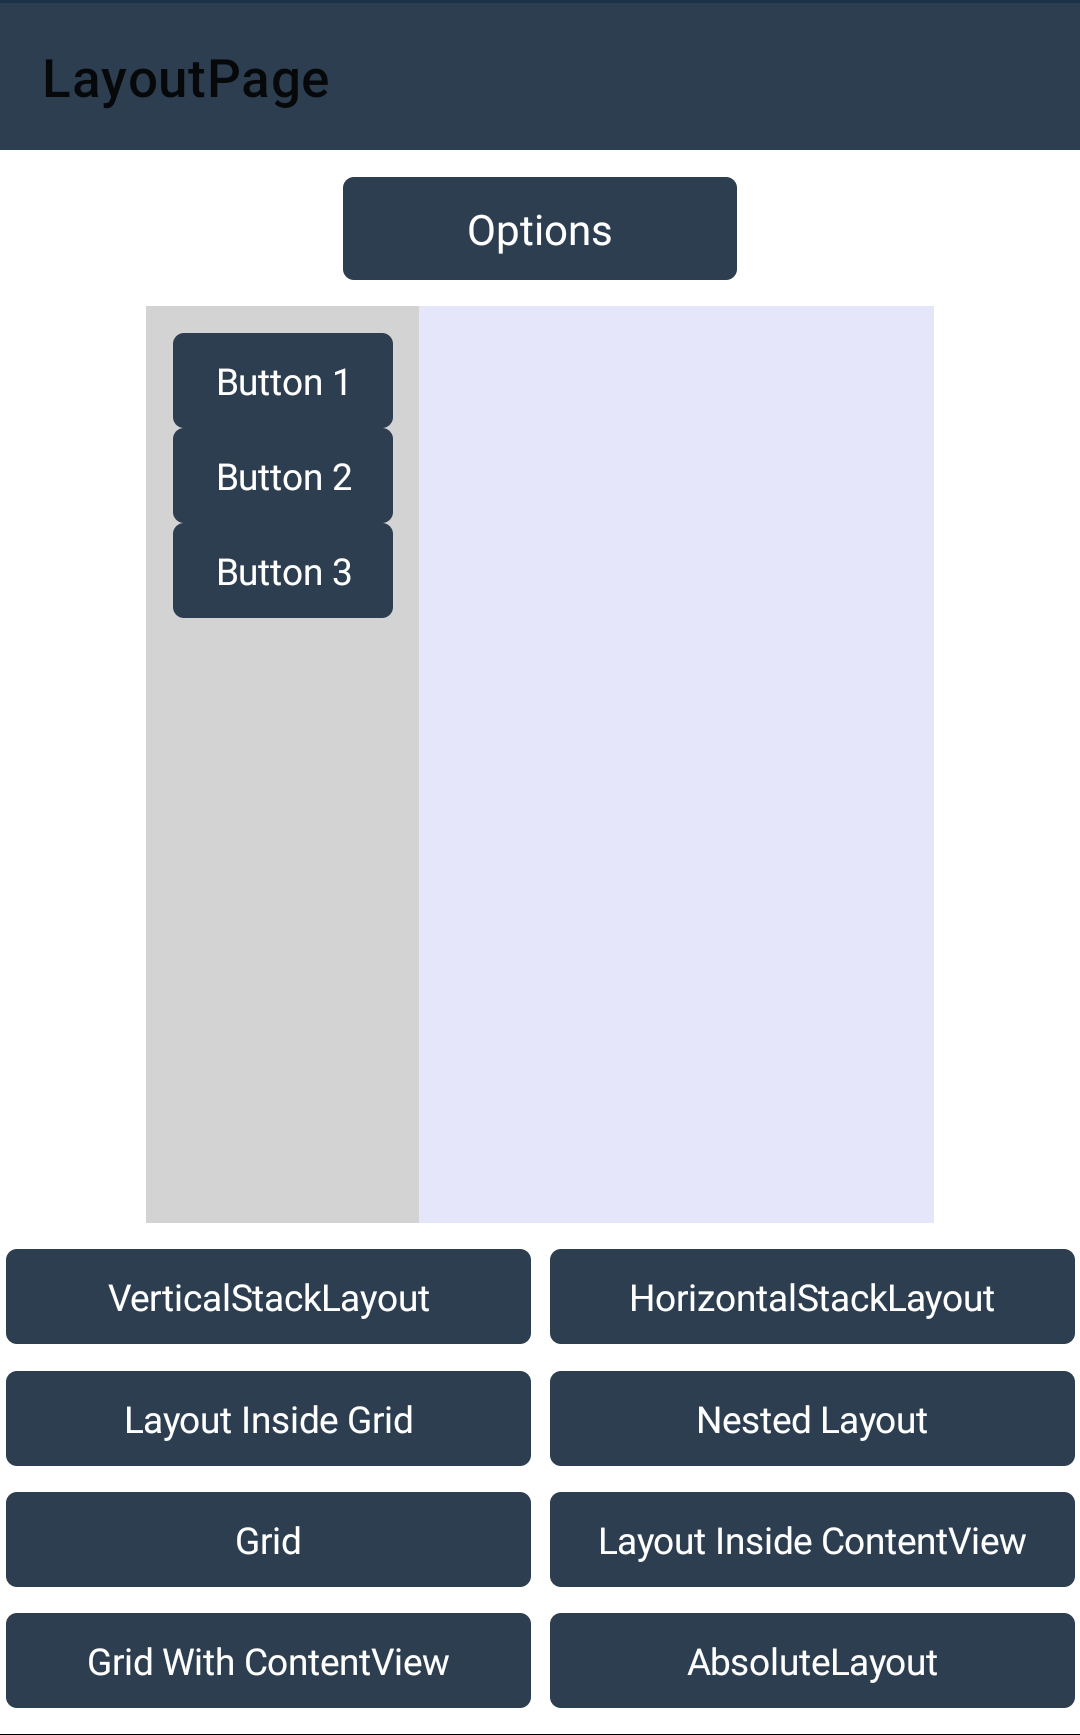 LayoutPage
Options
Button 1
Button 2
Button 3
VerticalStackLayout
HorizontalStackLayout
Layout Inside Grid
Nested Layout
Grid
Layout Inside ContentView
Grid With ContentView
AbsoluteLayout